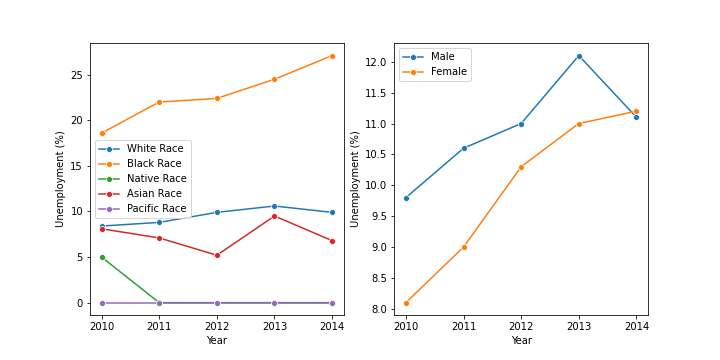 25
20
15
10
5
0
Unemployment (%)
White Race
Black Race
Native Race
Asian Race
Pacific Race
2010 2011 2012 2013 2014
Year
12.0
11.5
11.0
10.5
10.0
9.5
9.0
8.5
8.0
Unemployment (%)
Male
Female
2010 2011 2012 2013 2014
Year